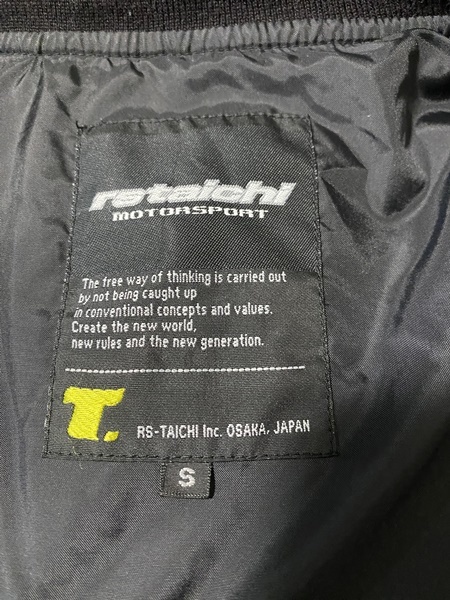 rstaichi
MOTORSPORT
The free way of thinking is carried out
by not being caught up
in conventional concepts and values.
Create the new world,
new rules and the new generation.
T.
RS-TAICHI Inc. OSAKA, JAPAN
S